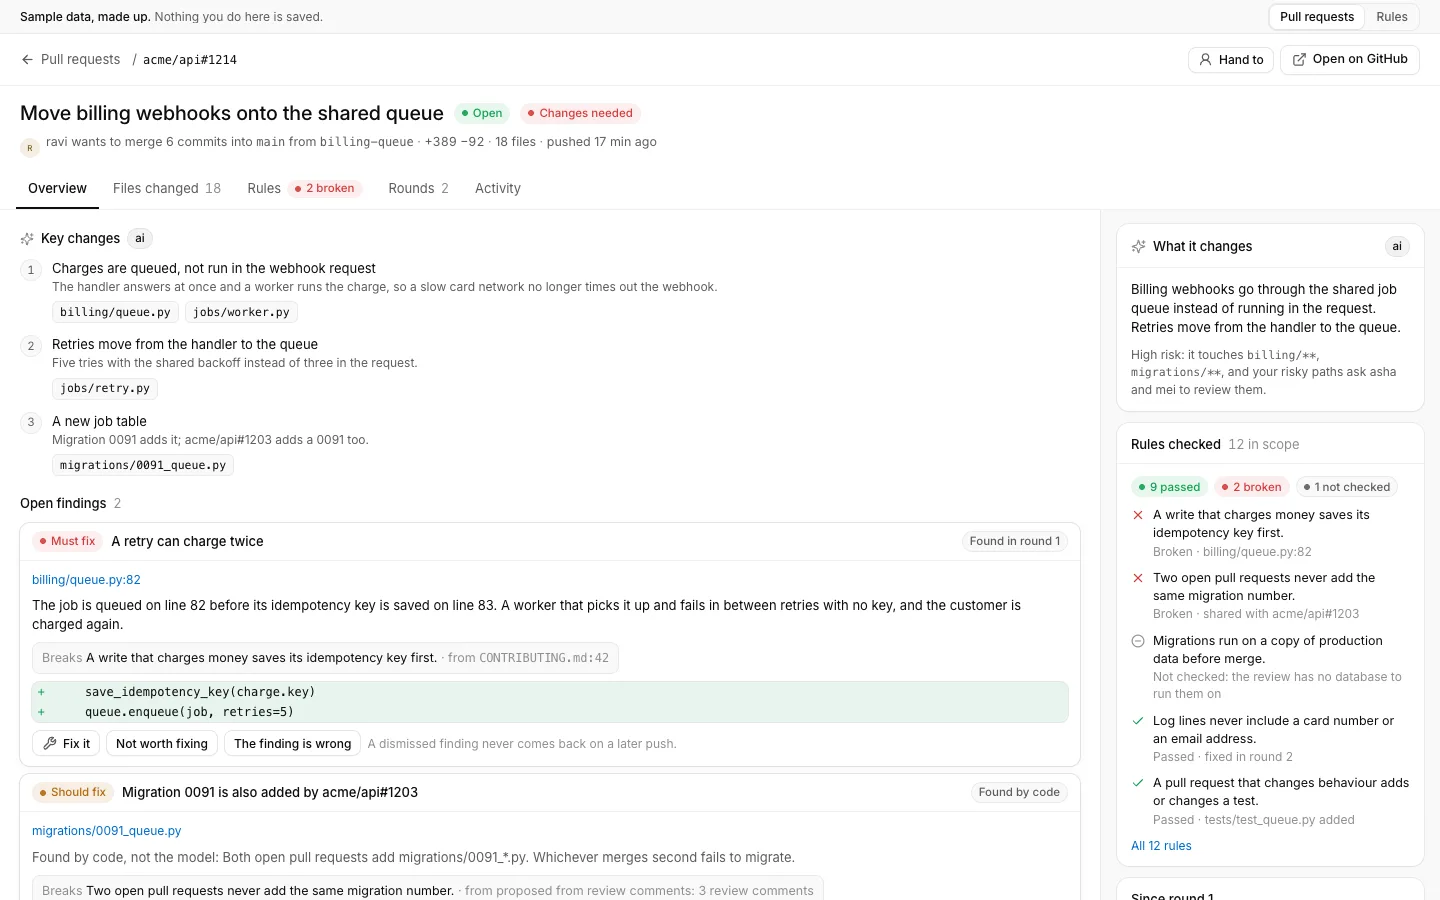 Sample data, made up. Nothing you do here is saved.
Pull requests
Rules
Pull requests / acme/api#1214
Hand to
Open on GitHub
Move billing webhooks onto the shared queue
Open
Changes needed
R
ravi wants to merge 6 commits into main from billing-queue · +389 −92 · 18 files · pushed 17 min ago
Overview
Files changed 18
Rules
2 broken
Rounds 2
Activity
Key changes
ai
1
Charges are queued, not run in the webhook request
The handler answers at once and a worker runs the charge, so a slow card network no longer times out the webhook.
billing/queue.py
jobs/worker.py
2
Retries move from the handler to the queue
Five tries with the shared backoff instead of three in the request.
jobs/retry.py
3
A new job table
Migration 0091 adds it; acme/api#1203 adds a 0091 too.
migrations/0091_queue.py
Open findings 2
Must fix
A retry can charge twice
Found in round 1
billing/queue.py:82
The job is queued on line 82 before its idempotency key is saved on line 83. A worker that picks it up and fails in between retries with no key, and the customer is
charged again.
Breaks A write that charges money saves its idempotency key first. · from CONTRIBUTING.md:42
+ save_idempotency_key(charge.key)
+ queue.enqueue(job, retries=5)
Fix it
Not worth fixing
The finding is wrong
A dismissed finding never comes back on a later push.
Should fix
Migration 0091 is also added by acme/api#1203
Found by code
migrations/0091_queue.py
Found by code, not the model: Both open pull requests add migrations/0091_*.py. Whichever merges second fails to migrate.
Breaks Two open pull requests never add the same migration number. · from proposed from review comments: 3 review comments
What it changes
ai
Billing webhooks go through the shared job
queue instead of running in the request.
Retries move from the handler to the queue.
High risk: it touches billing/**,
migrations/**, and your risky paths ask asha
and mei to review them.
Rules checked 12 in scope
9 passed
2 broken
1 not checked
A write that charges money saves its
idempotency key first.
Broken · billing/queue.py:82
Two open pull requests never add the
same migration number.
Broken · shared with acme/api#1203
Migrations run on a copy of production
data before merge.
Not checked: the review has no database to
run them on
Log lines never include a card number or
an email address.
Passed · fixed in round 2
A pull request that changes behaviour adds
or changes a test.
Passed · tests/test_queue.py added
All 12 rules
Since round 1